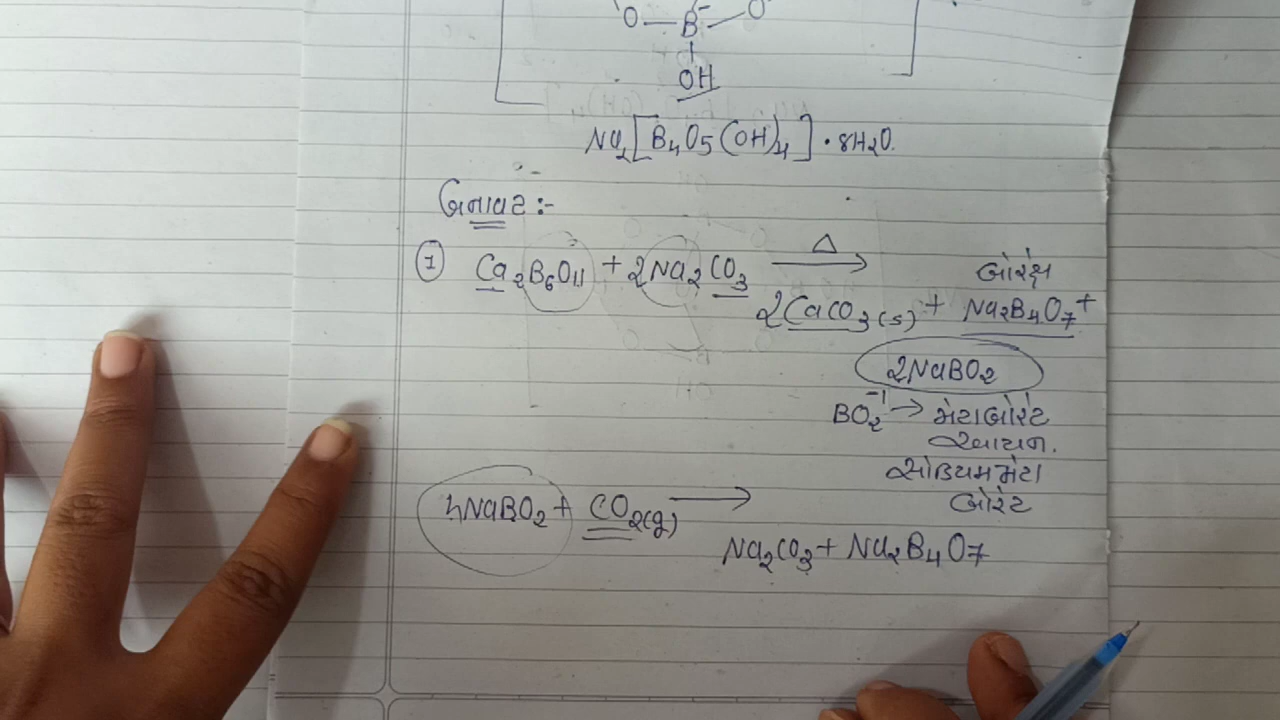 O — B⁻ — O
OH
Na₂[B₄O₅(OH)₄]·8H₂O.
બનાવટ :-
① Ca₂B₆O₁₁ + 2Na₂CO₃ —Δ→
બોરેક્ષ
2CaCO₃(s) + Na₂B₄O₇ +
2NaBO₂
BO₂⁻¹ → મેટાબોરેટ
આયન.
સોડિયમ મેટા
બોરેટ
4NaBO₂ + CO₂(g) →
Na₂CO₃ + Na₂B₄O₇